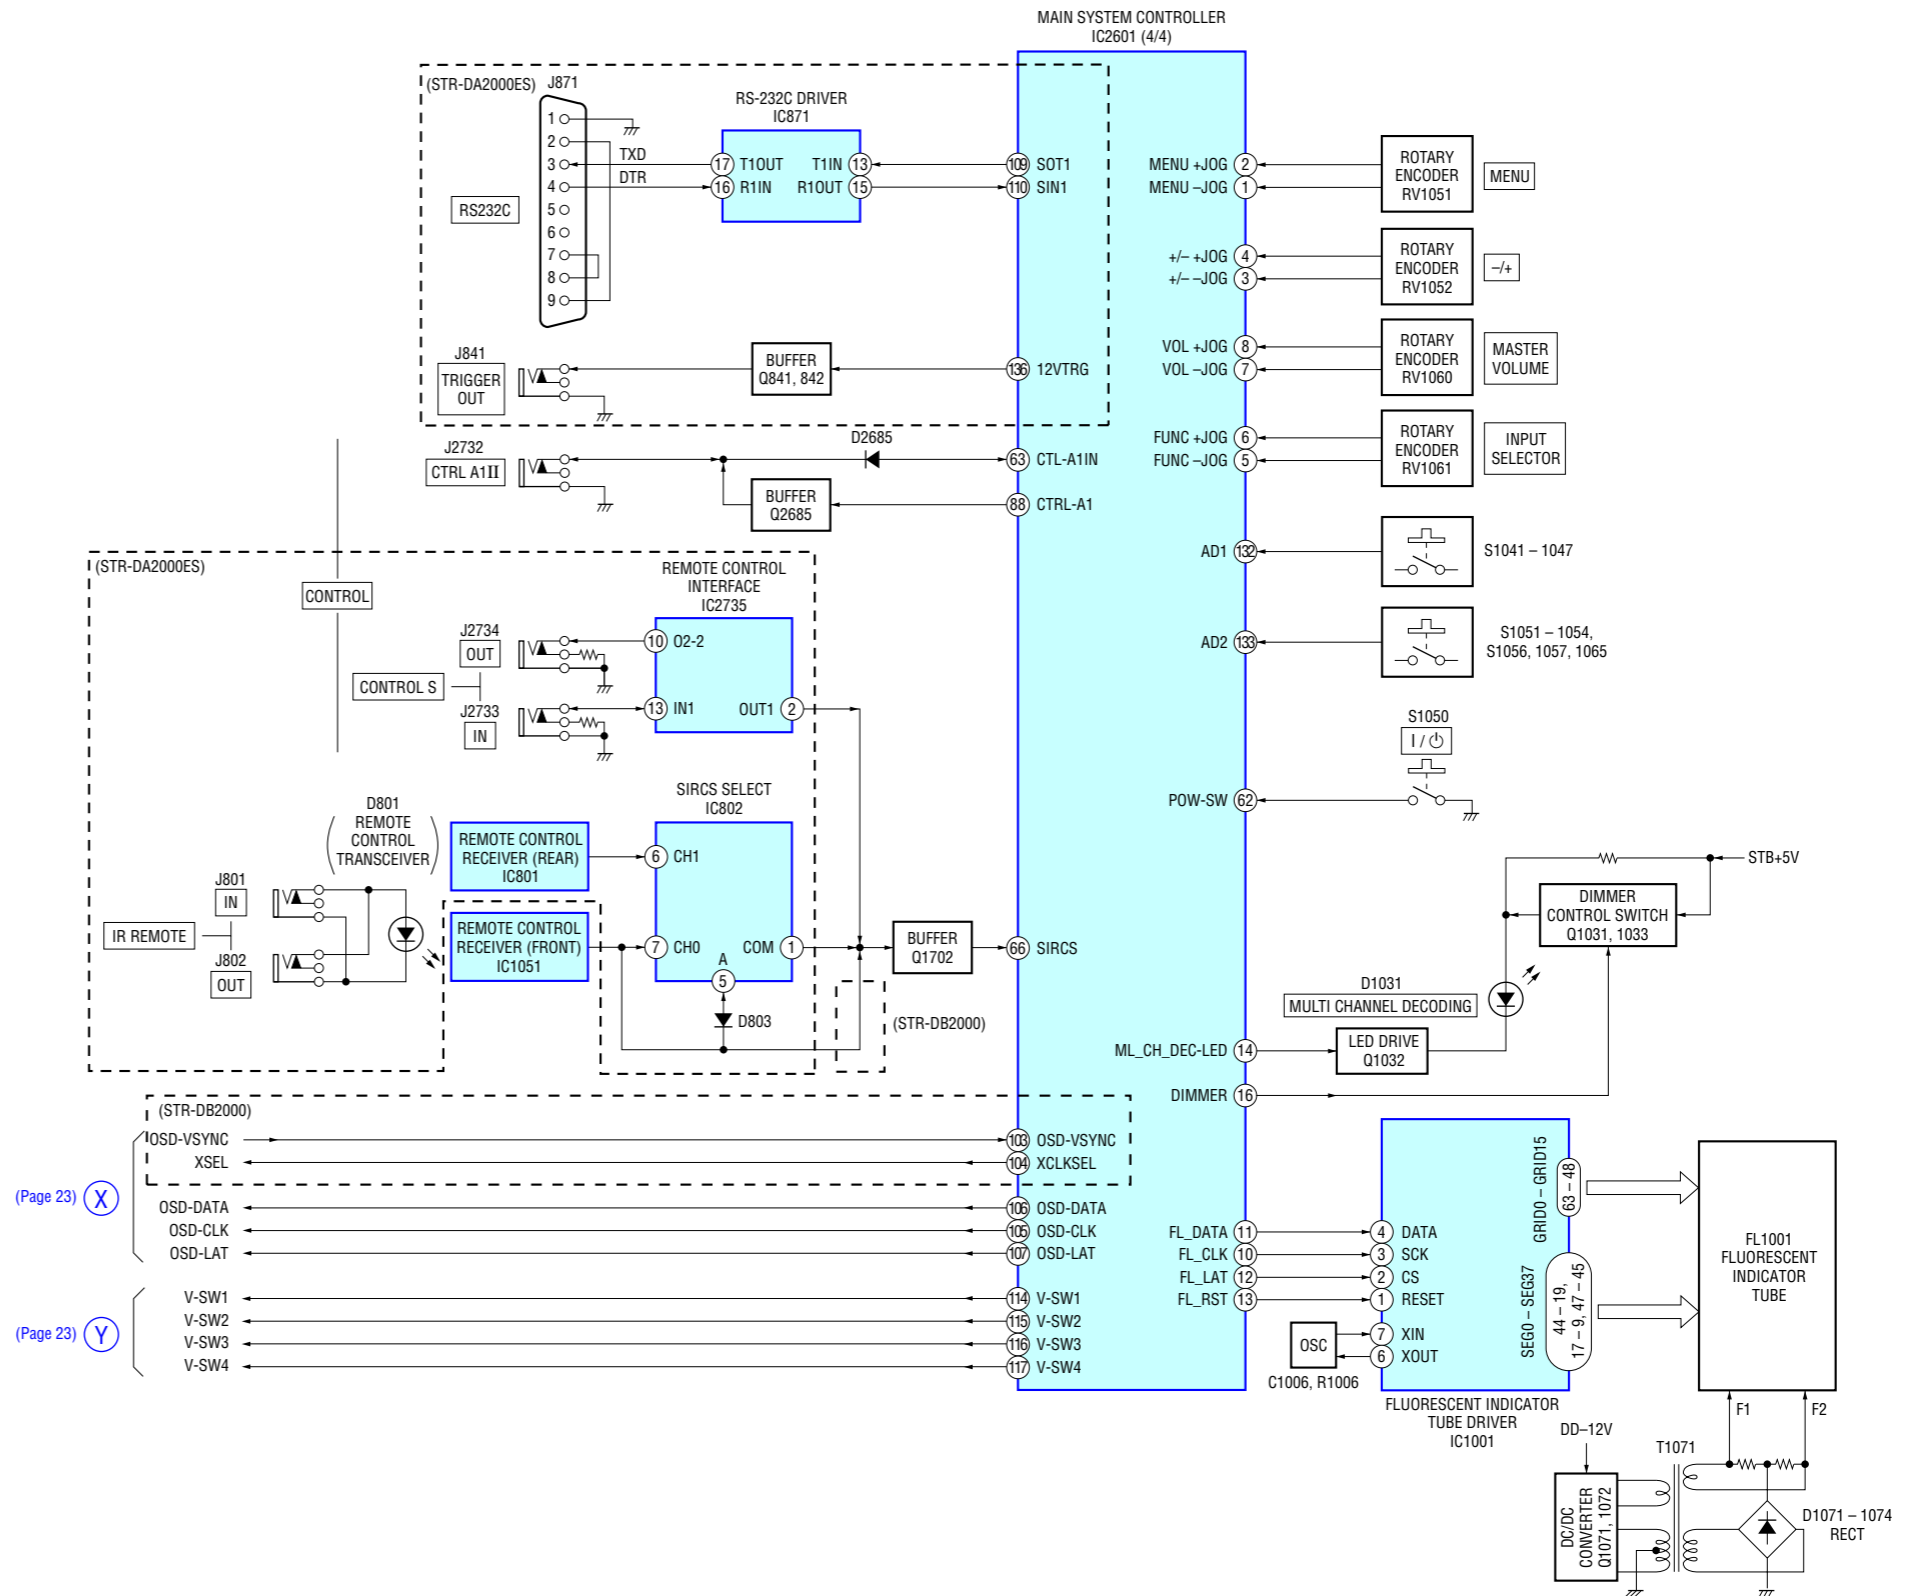 MAIN SYSTEM CONTROLLER
IC2601 (4/4)
(STR-DA2000ES)
J871
1
2
3
4
5
6
7
8
9
RS232C
TXD
DTR
RS-232C DRIVER
IC871
17 T1OUT
T1IN 13
16 R1IN
R1OUT 15
109 SOT1
110 SIN1
J841
TRIGGER
OUT
BUFFER
Q841, 842
136 12VTRG
J2732
CTRL A1II
D2685
63 CTL-A1IN
BUFFER
Q2685
88 CTRL-A1
(STR-DA2000ES)
CONTROL
REMOTE CONTROL
INTERFACE
IC2735
J2734
OUT
10 O2-2
CONTROL S
J2733
IN
13 IN1
OUT1 2
SIRCS SELECT
IC802
D801
REMOTE
CONTROL
TRANSCEIVER
REMOTE CONTROL
RECEIVER (REAR)
IC801
6 CH1
J801
IN
IR REMOTE
J802
OUT
REMOTE CONTROL
RECEIVER (FRONT)
IC1051
7 CH0
COM 1
A
5
D803
BUFFER
Q1702
66 SIRCS
(STR-DB2000)
(STR-DB2000)
OSD-VSYNC
103 OSD-VSYNC
XSEL
104 XCLKSEL
(Page 23) X
OSD-DATA
106 OSD-DATA
OSD-CLK
105 OSD-CLK
OSD-LAT
107 OSD-LAT
(Page 23) Y
V-SW1
114 V-SW1
V-SW2
115 V-SW2
V-SW3
116 V-SW3
V-SW4
117 V-SW4
MENU +JOG 2
MENU –JOG 1
ROTARY
ENCODER
RV1051
MENU
+/– +JOG 4
+/– –JOG 3
ROTARY
ENCODER
RV1052
–/+
VOL +JOG 8
VOL –JOG 7
ROTARY
ENCODER
RV1060
MASTER
VOLUME
FUNC +JOG 6
FUNC –JOG 5
ROTARY
ENCODER
RV1061
INPUT
SELECTOR
AD1 132
S1041 – 1047
AD2 133
S1051 – 1054,
S1056, 1057, 1065
S1050
I / ⏻
POW-SW 62
STB+5V
DIMMER
CONTROL SWITCH
Q1031, 1033
D1031
MULTI CHANNEL DECODING
ML_CH_DEC-LED 14
LED DRIVE
Q1032
DIMMER 16
FL_DATA 11
4 DATA
FL_CLK 10
3 SCK
FL_LAT 12
2 CS
FL_RST 13
1 RESET
OSC
7 XIN
6 XOUT
C1006, R1006
GRID0 – GRID15
63 – 48
SEG0 – SEG37
44 – 19,
17 – 9, 47 – 45
FLUORESCENT INDICATOR
TUBE DRIVER
IC1001
FL1001
FLUORESCENT
INDICATOR
TUBE
F1
F2
DD–12V
T1071
DC/DC
CONVERTER
Q1071, 1072
D1071 – 1074
RECT